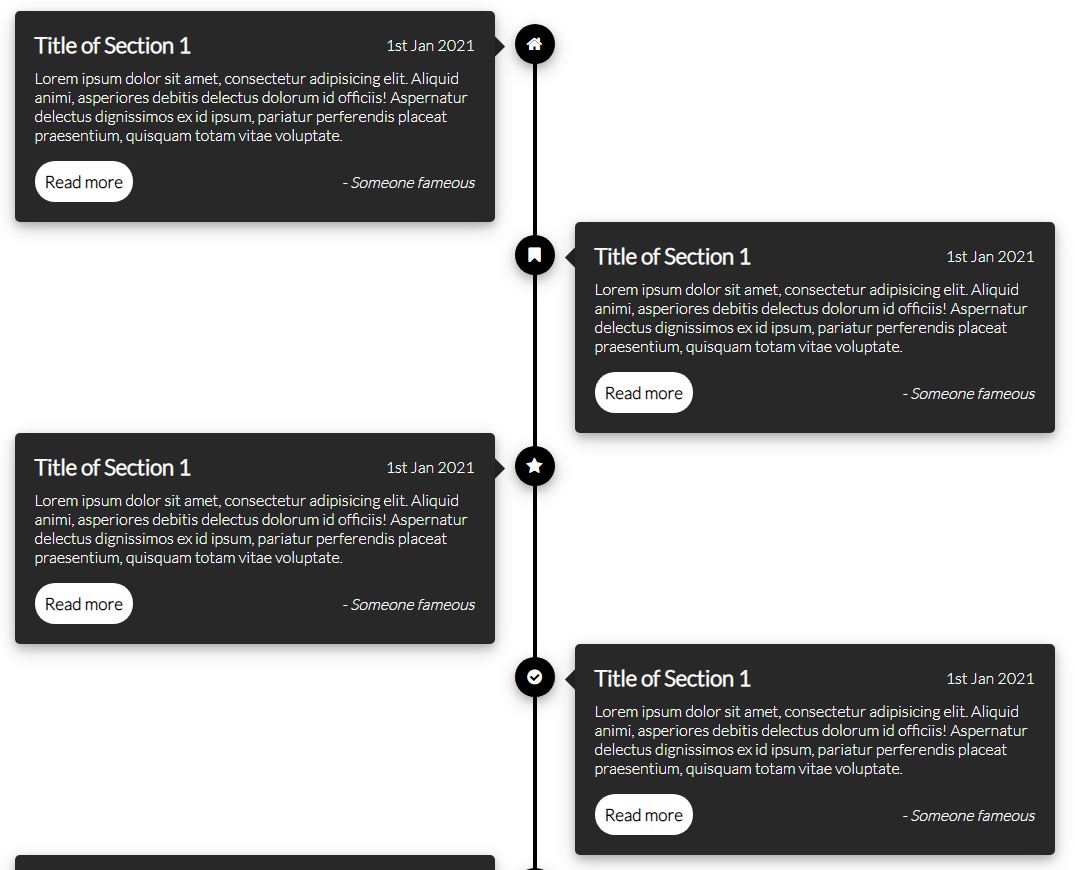 Title of Section 1 1st Jan 2021
Lorem ipsum dolor sit amet, consectetur adipisicing elit. Aliquid
animi, asperiores debitis delectus dolorum id officiis! Aspernatur
delectus dignissimos ex id ipsum, pariatur perferendis placeat
praesentium, quisquam totam vitae voluptate.
Read more - Someone fameous
Title of Section 1 1st Jan 2021
Lorem ipsum dolor sit amet, consectetur adipisicing elit. Aliquid
animi, asperiores debitis delectus dolorum id officiis! Aspernatur
delectus dignissimos ex id ipsum, pariatur perferendis placeat
praesentium, quisquam totam vitae voluptate.
Read more - Someone fameous
Title of Section 1 1st Jan 2021
Lorem ipsum dolor sit amet, consectetur adipisicing elit. Aliquid
animi, asperiores debitis delectus dolorum id officiis! Aspernatur
delectus dignissimos ex id ipsum, pariatur perferendis placeat
praesentium, quisquam totam vitae voluptate.
Read more - Someone fameous
Title of Section 1 1st Jan 2021
Lorem ipsum dolor sit amet, consectetur adipisicing elit. Aliquid
animi, asperiores debitis delectus dolorum id officiis! Aspernatur
delectus dignissimos ex id ipsum, pariatur perferendis placeat
praesentium, quisquam totam vitae voluptate.
Read more - Someone fameous